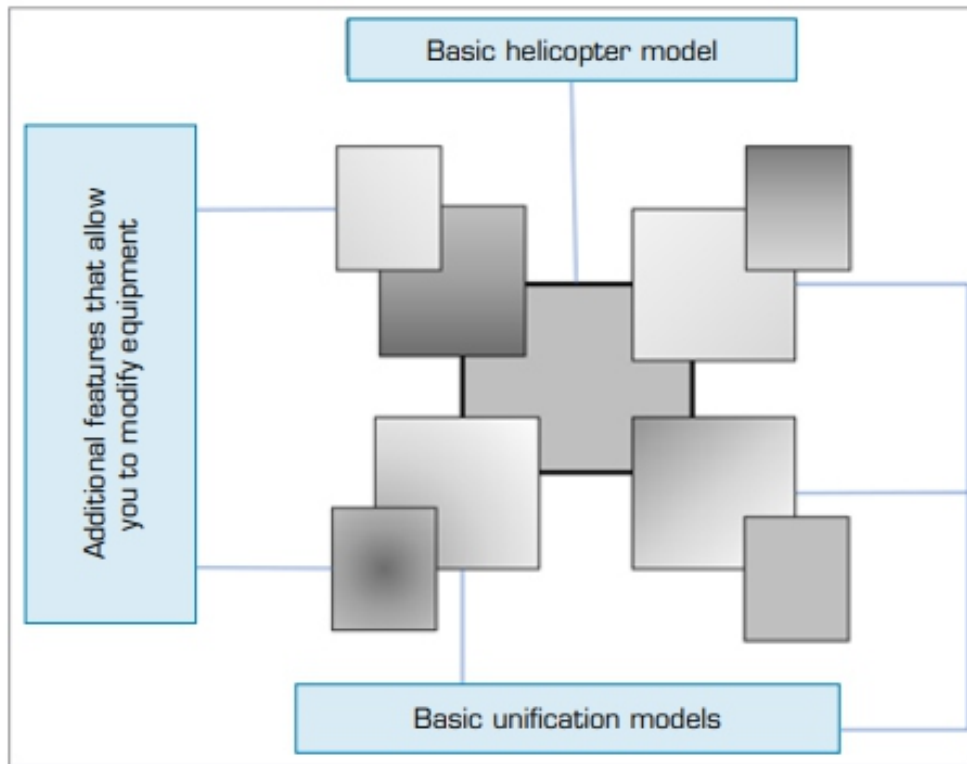 Basic helicopter model
Additional features that allow
you to modify equipment
Basic unification models